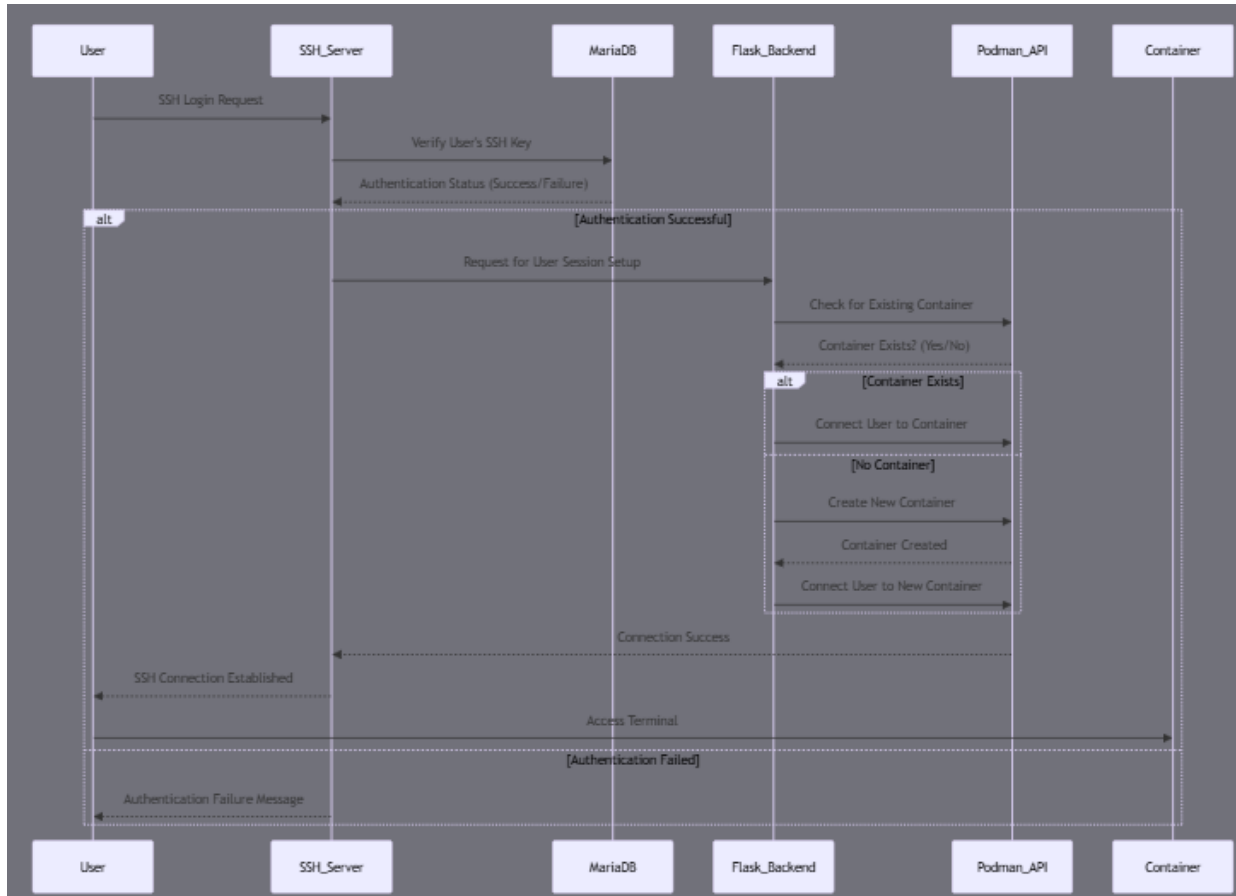 User SSH_Server MariaDB Flask_Backend Podman_API Container
SSH Login Request
Verify User's SSH Key
Authentication Status (Success/Failure)
alt [Authentication Successful]
Request for User Session Setup
Check for Existing Container
Container Exists? (Yes/No)
alt [Container Exists]
Connect User to Container
[No Container]
Create New Container
Container Created
Connect User to New Container
Connection Success
SSH Connection Established
Access Terminal
[Authentication Failed]
Authentication Failure Message
User SSH_Server MariaDB Flask_Backend Podman_API Container